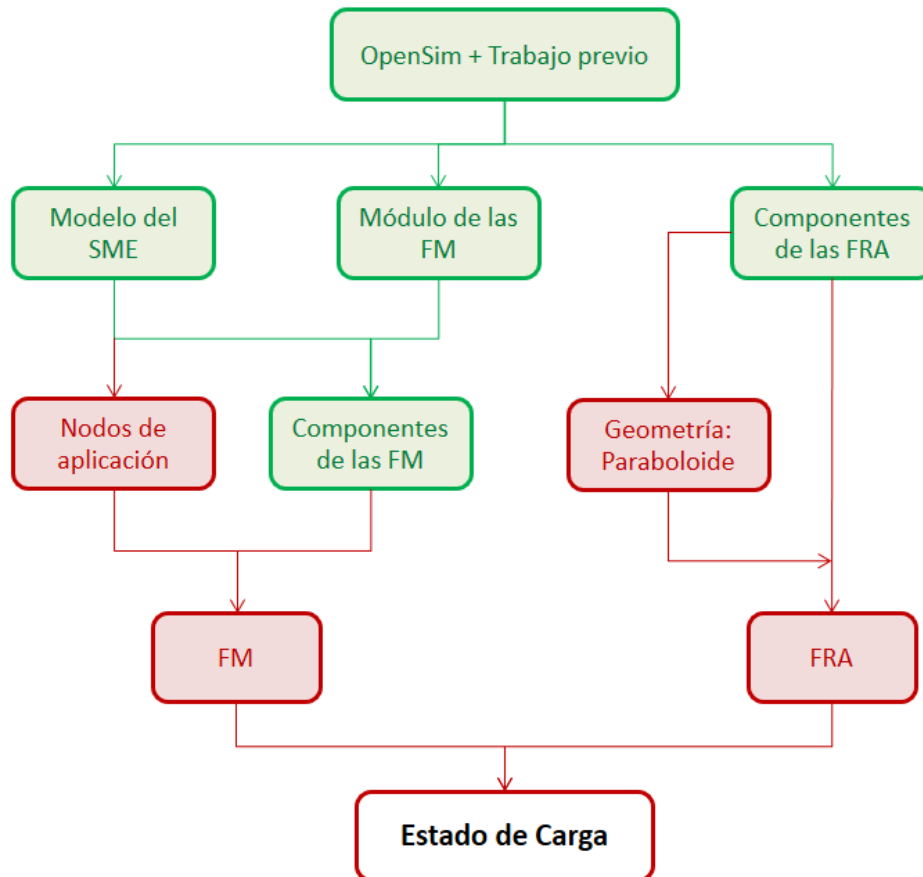 OpenSim + Trabajo previo
Modelo del
SME
Módulo de las
FM
Componentes
de las FRA
Nodos de
aplicación
Componentes
de las FM
Geometría:
Paraboloide
FM
FRA
Estado de Carga